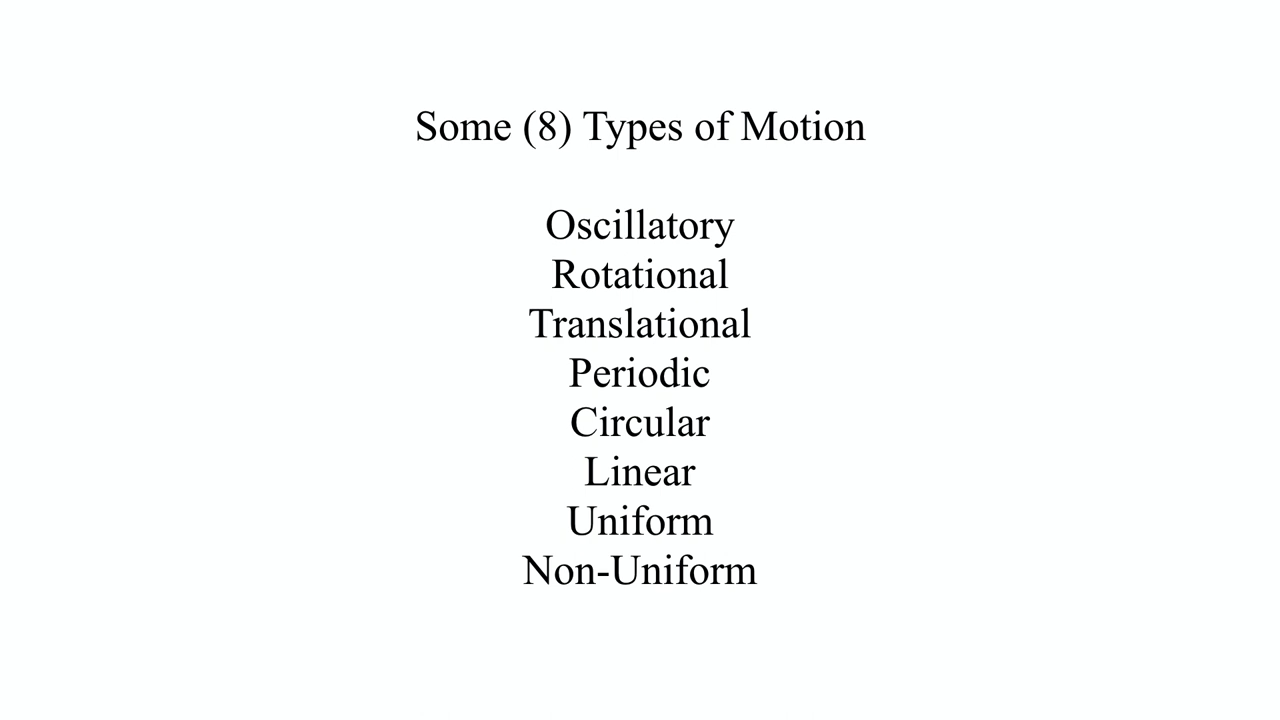 Some (8) Types of Motion
Oscillatory
Rotational
Translational
Periodic
Circular
Linear
Uniform
Non-Uniform